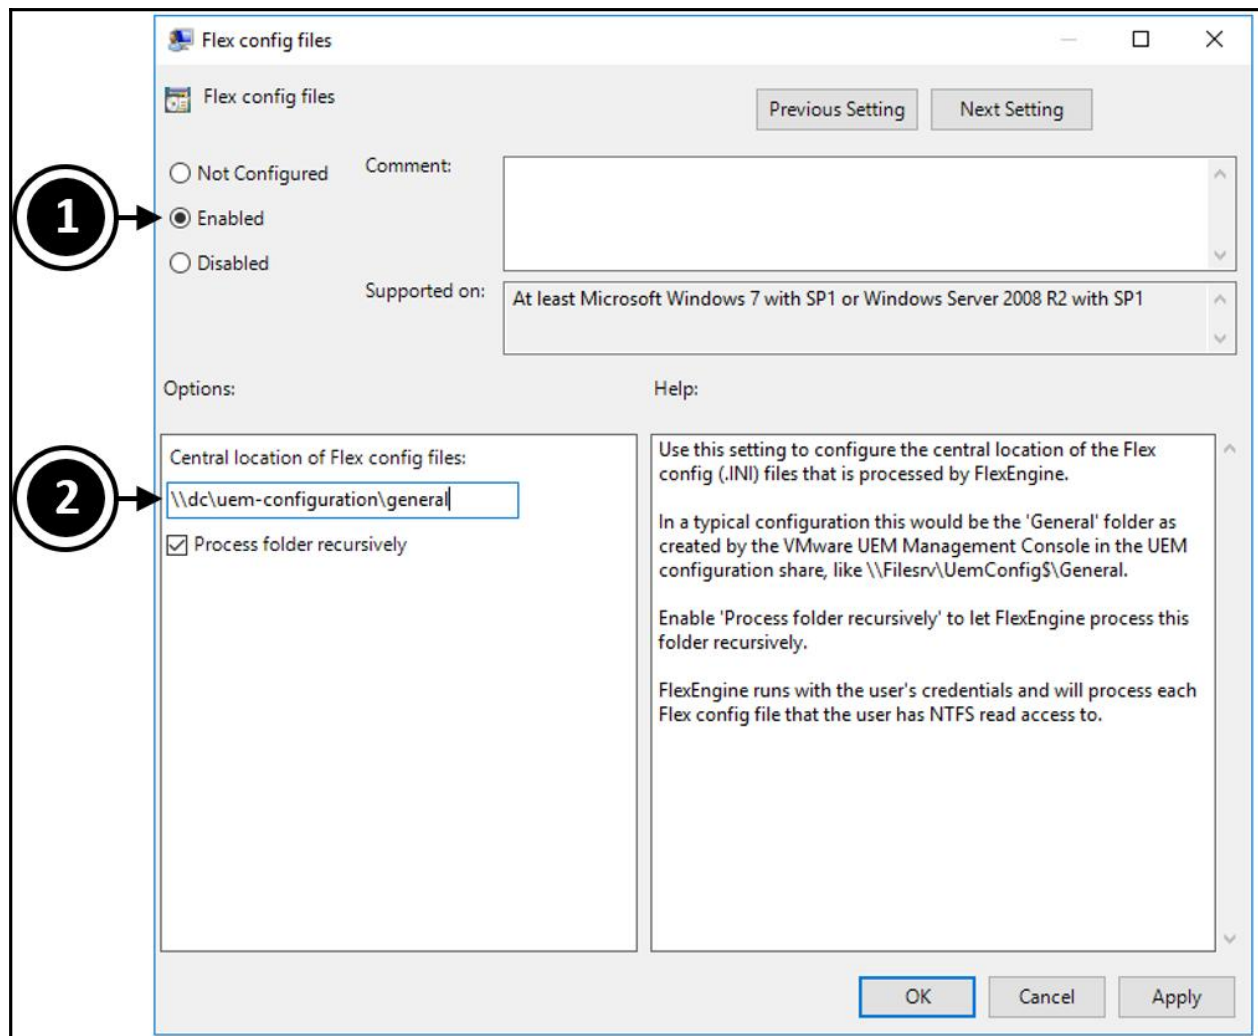 Flex config files
Flex config files
Previous Setting
Next Setting
Not Configured
Comment:
1
Enabled
Disabled
Supported on:
At least Microsoft Windows 7 with SP1 or Windows Server 2008 R2 with SP1
Options:
Help:
Central location of Flex config files:
2
\\dc\uem-configuration\general
Process folder recursively
Use this setting to configure the central location of the Flex
config (.INI) files that is processed by FlexEngine.
In a typical configuration this would be the 'General' folder as
created by the VMware UEM Management Console in the UEM
configuration share, like \\Filesrv\UemConfig$\General.
Enable 'Process folder recursively' to let FlexEngine process this
folder recursively.
FlexEngine runs with the user's credentials and will process each
Flex config file that the user has NTFS read access to.
OK
Cancel
Apply